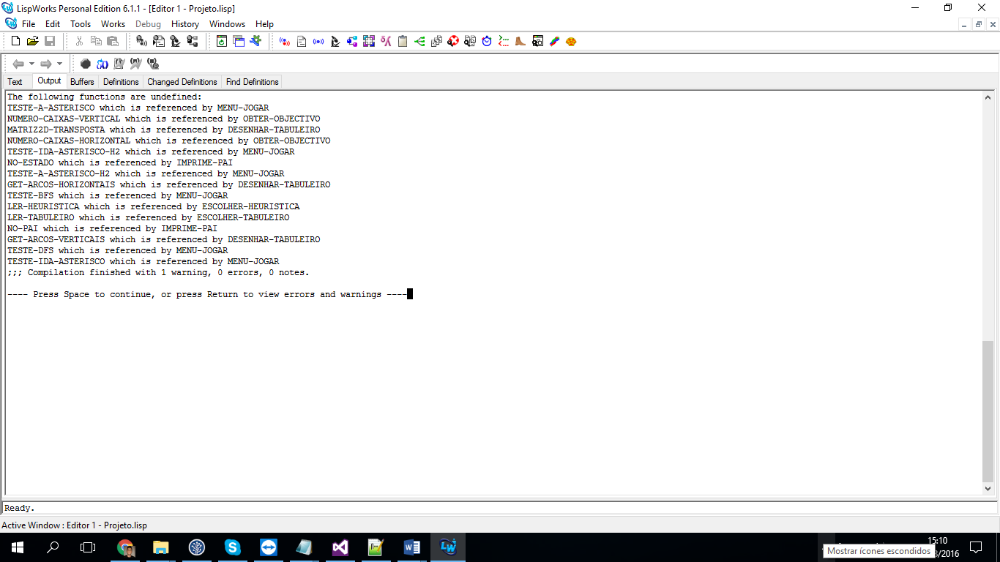 LispWorks Personal Edition 6.1.1 - [Editor 1 - Projeto.lisp]
File Edit Tools Works Debug History Windows Help
Text Output Buffers Definitions Changed Definitions Find Definitions
The following functions are undefined:
TESTE-A-ASTERISCO which is referenced by MENU-JOGAR
NUMERO-CAIXAS-VERTICAL which is referenced by OBTER-OBJECTIVO
MATRIZ2D-TRANSPOSTA which is referenced by DESENHAR-TABULEIRO
NUMERO-CAIXAS-HORIZONTAL which is referenced by OBTER-OBJECTIVO
TESTE-IDA-ASTERISCO-H2 which is referenced by MENU-JOGAR
NO-ESTADO which is referenced by IMPRIME-PAI
TESTE-A-ASTERISCO-H2 which is referenced by MENU-JOGAR
GET-ARCOS-HORIZONTAIS which is referenced by DESENHAR-TABULEIRO
TESTE-BFS which is referenced by MENU-JOGAR
LER-HEURISTICA which is referenced by ESCOLHER-HEURISTICA
LER-TABULEIRO which is referenced by ESCOLHER-TABULEIRO
NO-PAI which is referenced by IMPRIME-PAI
GET-ARCOS-VERTICAIS which is referenced by DESENHAR-TABULEIRO
TESTE-DFS which is referenced by MENU-JOGAR
TESTE-IDA-ASTERISCO which is referenced by MENU-JOGAR
;;; Compilation finished with 1 warning, 0 errors, 0 notes.
---- Press Space to continue, or press Return to view errors and warnings ----
Ready.
Active Window : Editor 1 - Projeto.lisp
15:10
Mostrar ícones escondidos
/2016